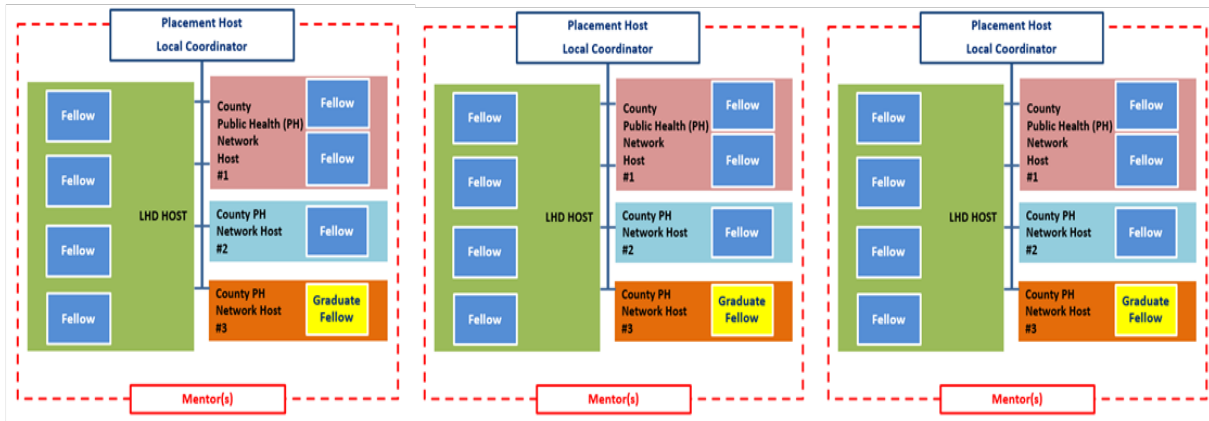 Placement Host
Local Coordinator
Fellow
Fellow
Fellow
Fellow
LHD HOST
County
Public Health (PH)
Network
Host
#1
Fellow
Fellow
County PH
Network Host
#2
Fellow
County PH
Network Host
#3
Graduate
Fellow
Mentor(s)
Placement Host
Local Coordinator
Fellow
Fellow
Fellow
Fellow
LHD HOST
County
Public Health (PH)
Network
Host
#1
Fellow
Fellow
County PH
Network Host
#2
Fellow
County PH
Network Host
#3
Graduate
Fellow
Mentor(s)
Placement Host
Local Coordinator
Fellow
Fellow
Fellow
Fellow
LHD HOST
County
Public Health (PH)
Network
Host
#1
Fellow
Fellow
County PH
Network Host
#2
Fellow
County PH
Network Host
#3
Graduate
Fellow
Mentor(s)